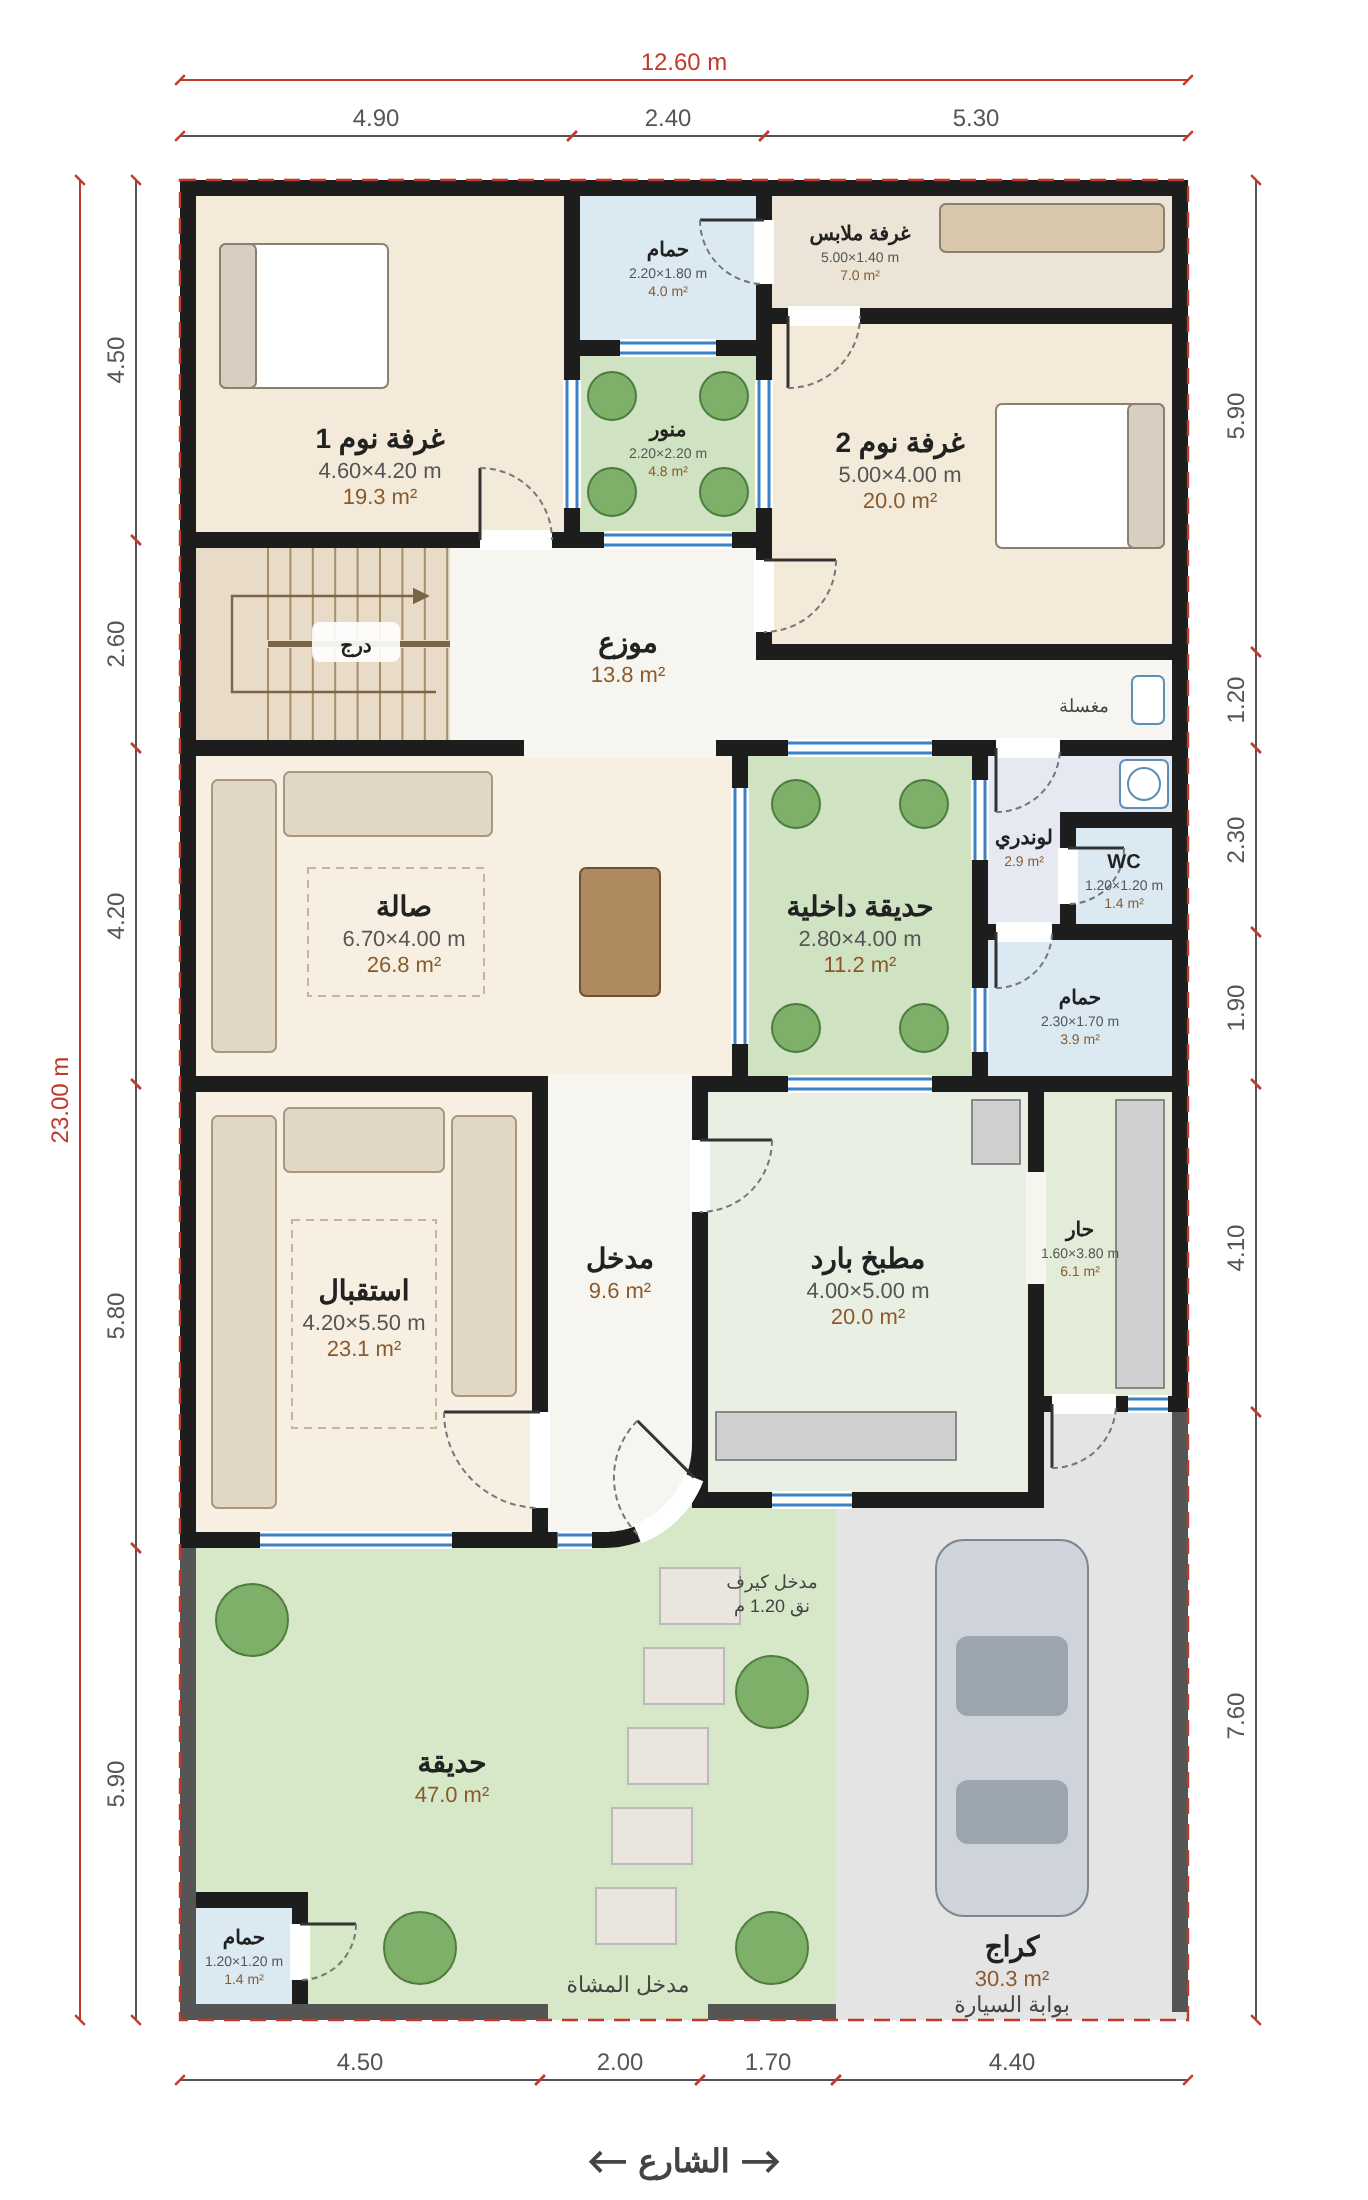 12.60 m
4.90
2.40
5.30
حمام
2.20×1.80 m
4.0 m²
غرفة ملابس
5.00×1.40 m
7.0 m²
4.50
5.90
غرفة نوم 1
4.60×4.20 m
19.3 m²
منور
2.20×2.20 m
4.8 m²
غرفة نوم 2
5.00×4.00 m
20.0 m²
2.60
درج
موزع
13.8 m²
1.20
مغسلة
4.20
صالة
6.70×4.00 m
26.8 m²
حديقة داخلية
2.80×4.00 m
11.2 m²
لوندري
2.9 m²
WC
1.20×1.20 m
1.4 m²
2.30
حمام
2.30×1.70 m
3.9 m²
1.90
23.00 m
5.80
استقبال
4.20×5.50 m
23.1 m²
مدخل
9.6 m²
مطبخ بارد
4.00×5.00 m
20.0 m²
حار
1.60×3.80 m
6.1 m²
4.10
مدخل كيرف
نق 1.20 م
7.60
5.90
حديقة
47.0 m²
حمام
1.20×1.20 m
1.4 m²
مدخل المشاة
كراج
30.3 m²
بوابة السيارة
4.50
2.00
1.70
4.40
← الشارع →